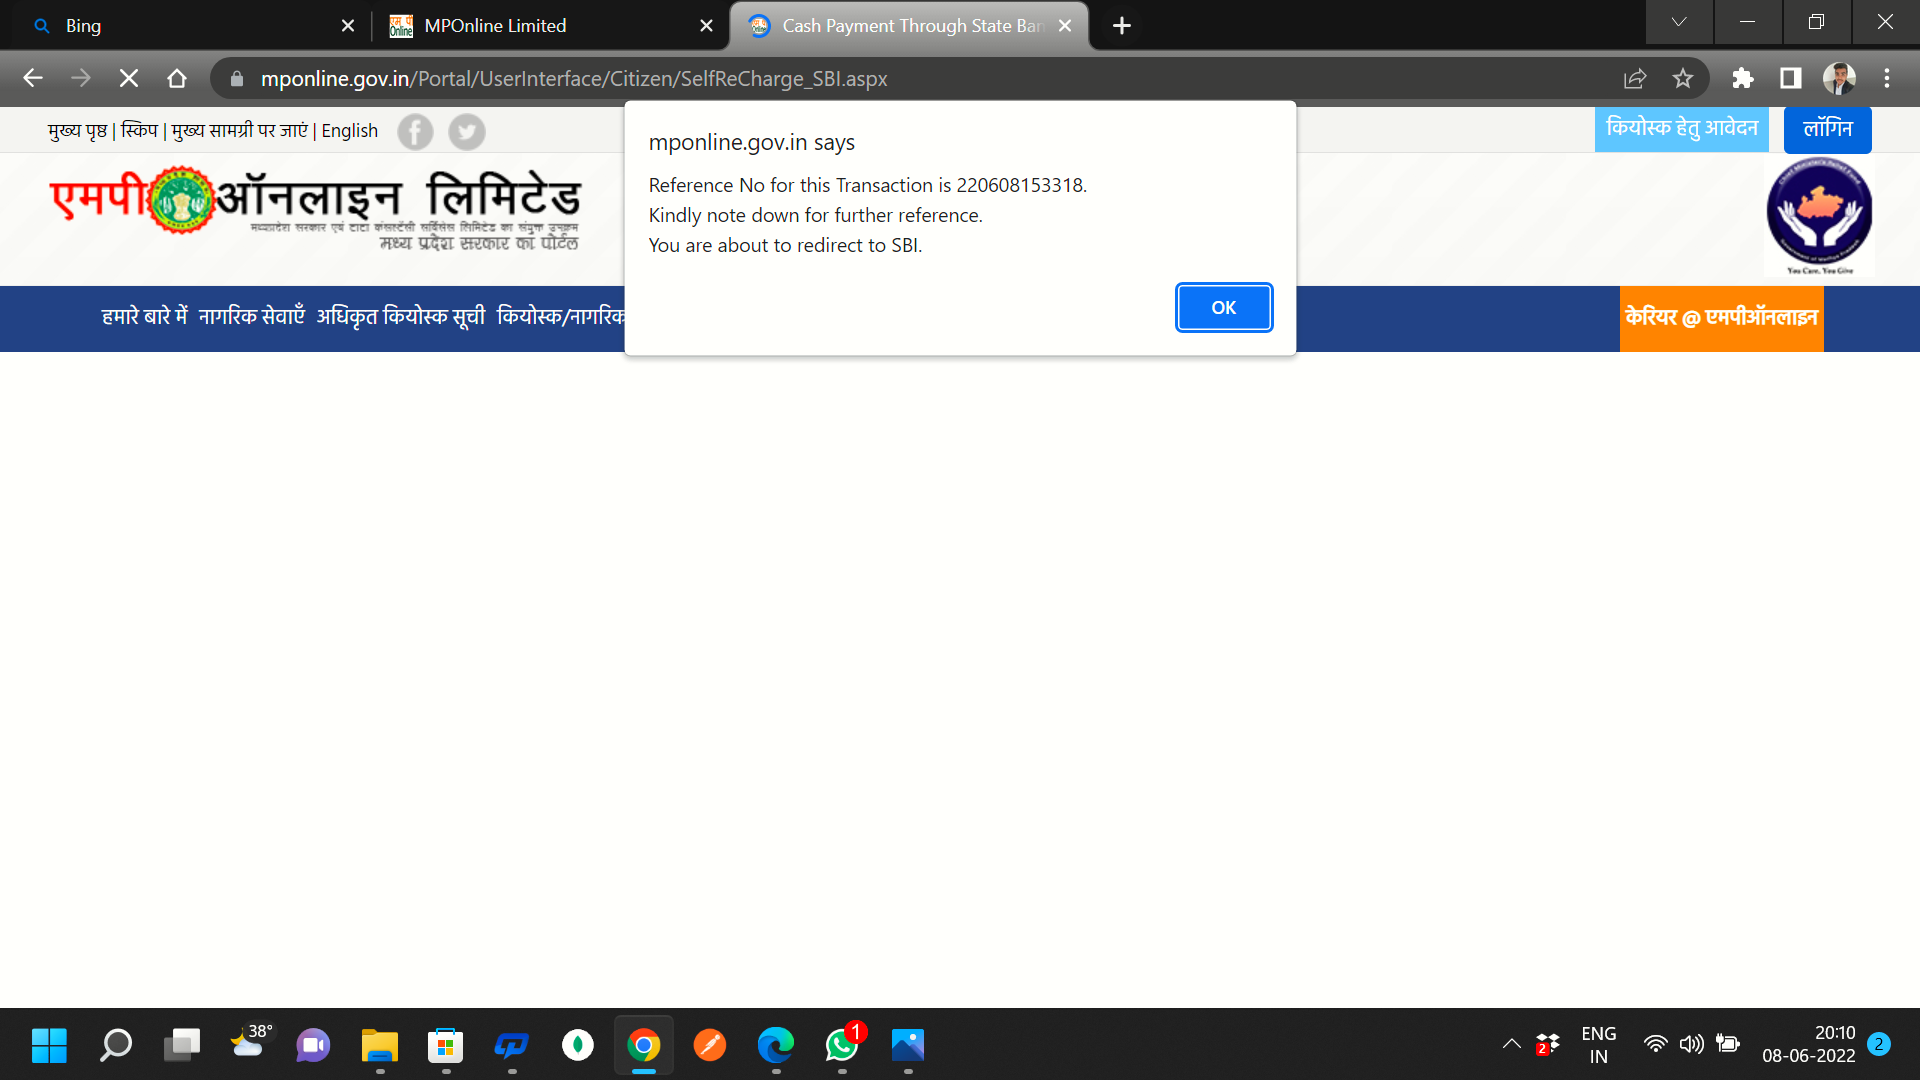 Bing
MPOnline Limited
Cash Payment Through State Ban
mponline.gov.in/Portal/UserInterface/Citizen/SelfReCharge_SBI.aspx
मुख्य पृष्ठ | स्किप | मुख्य सामग्री पर जाएं | English
कियोस्क हेतु आवेदन
लॉगिन
mponline.gov.in says
Reference No for this Transaction is 220608153318.
Kindly note down for further reference.
You are about to redirect to SBI.
OK
एमपी ऑनलाइन लिमिटेड
मध्यप्रदेश सरकार एवं टाटा कंसल्टेंसी सर्विसेस लिमिटेड का संयुक्त उपक्रम
मध्य प्रदेश सरकार का पोर्टल
You Care, You Give
हमारे बारे में नागरिक सेवाएँ अधिकृत कियोस्क सूची कियोस्क/नागरिक
केरियर @ एमपीऑनलाइन
38°
1
2
ENG
IN
20:10
08-06-2022
2